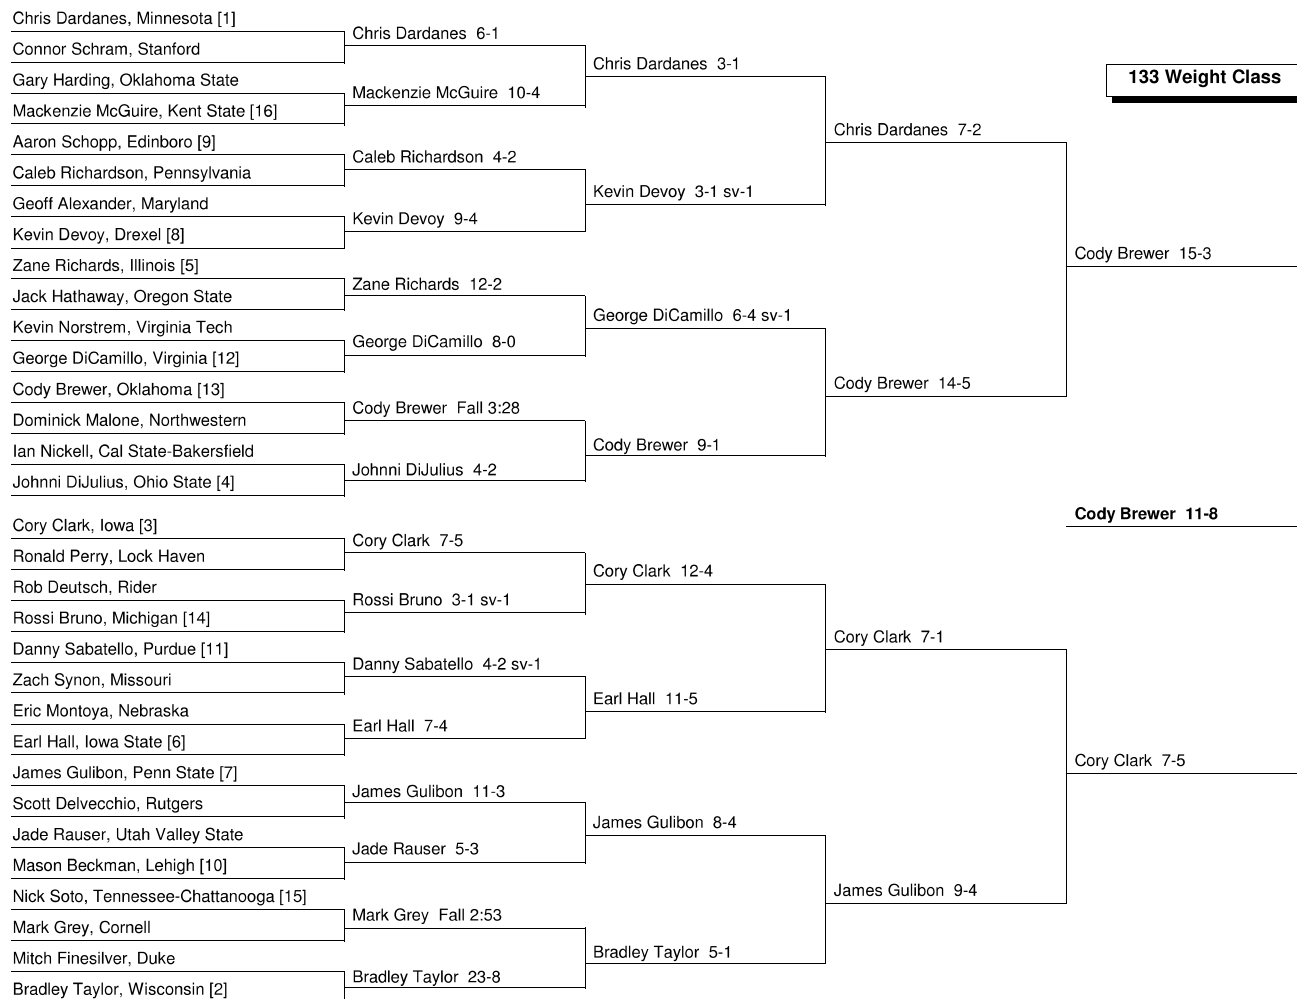 Chris Dardanes, Minnesota [1]
Connor Schram, Stanford
Gary Harding, Oklahoma State
Mackenzie McGuire, Kent State [16]
Aaron Schopp, Edinboro [9]
Caleb Richardson, Pennsylvania
Geoff Alexander, Maryland
Kevin Devoy, Drexel [8]
Zane Richards, Illinois [5]
Jack Hathaway, Oregon State
Kevin Norstrem, Virginia Tech
George DiCamillo, Virginia [12]
Cody Brewer, Oklahoma [13]
Dominick Malone, Northwestern
Ian Nickell, Cal State-Bakersfield
Johnni DiJulius, Ohio State [4]
Cory Clark, Iowa [3]
Ronald Perry, Lock Haven
Rob Deutsch, Rider
Rossi Bruno, Michigan [14]
Danny Sabatello, Purdue [11]
Zach Synon, Missouri
Eric Montoya, Nebraska
Earl Hall, Iowa State [6]
James Gulibon, Penn State [7]
Scott Delvecchio, Rutgers
Jade Rauser, Utah Valley State
Mason Beckman, Lehigh [10]
Nick Soto, Tennessee-Chattanooga [15]
Mark Grey, Cornell
Mitch Finesilver, Duke
Bradley Taylor, Wisconsin [2]
Chris Dardanes 6-1
Mackenzie McGuire 10-4
Caleb Richardson 4-2
Kevin Devoy 9-4
Zane Richards 12-2
George DiCamillo 8-0
Cody Brewer Fall 3:28
Johnni DiJulius 4-2
Cory Clark 7-5
Rossi Bruno 3-1 sv-1
Danny Sabatello 4-2 sv-1
Earl Hall 7-4
James Gulibon 11-3
Jade Rauser 5-3
Mark Grey Fall 2:53
Bradley Taylor 23-8
Chris Dardanes 3-1
Kevin Devoy 3-1 sv-1
George DiCamillo 6-4 sv-1
Cody Brewer 9-1
Cory Clark 12-4
Earl Hall 11-5
James Gulibon 8-4
Bradley Taylor 5-1
Chris Dardanes 7-2
Cody Brewer 14-5
Cory Clark 7-1
James Gulibon 9-4
133 Weight Class
Cody Brewer 15-3
Cody Brewer 11-8
Cory Clark 7-5